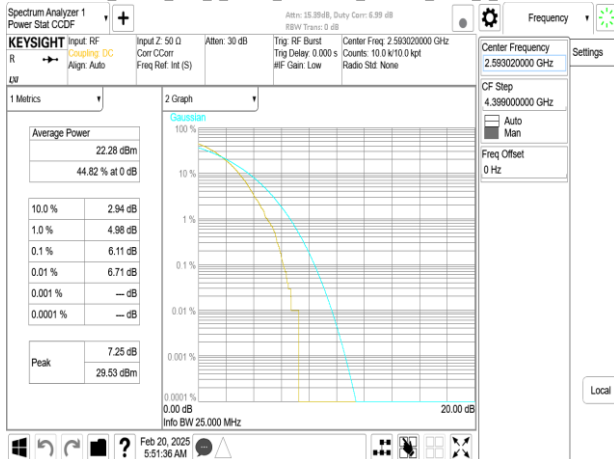 Spectrum Analyzer 1
Power Stat CCDF
Attn: 15.39dB, Duty Corr: 6.99 dB
RBW Trans: 0 dB
Frequency
KEYSIGHT
R
LXI
Input: RF
Coupling: DC
Align: Auto
Input Z: 50 Ω
Corr CCorr
Freq Ref: Int (S)
Atten: 30 dB
Trig: RF Burst
Trig Delay: 0.000 s
#IF Gain: Low
Center Freq: 2.593020000 GHz
Counts: 10.0 k/10.0 kpt
Radio Std: None
Center Frequency
2.593020000 GHz
Settings
CF Step
4.399000000 GHz
Auto
Man
Freq Offset
0 Hz
1 Metrics
Average Power
22.28 dBm
44.82 % at 0 dB
10.0 % 2.94 dB
1.0 % 4.98 dB
0.1 % 6.11 dB
0.01 % 6.71 dB
0.001 % --- dB
0.0001 % --- dB
Peak
7.25 dB
29.53 dBm
2 Graph
Gaussian
100 %
10 %
1 %
0.1 %
0.01 %
0.001 %
0.0001 %
0.00 dB
20.00 dB
Info BW 25.000 MHz
Local
?
Feb 20, 2025
5:51:36 AM